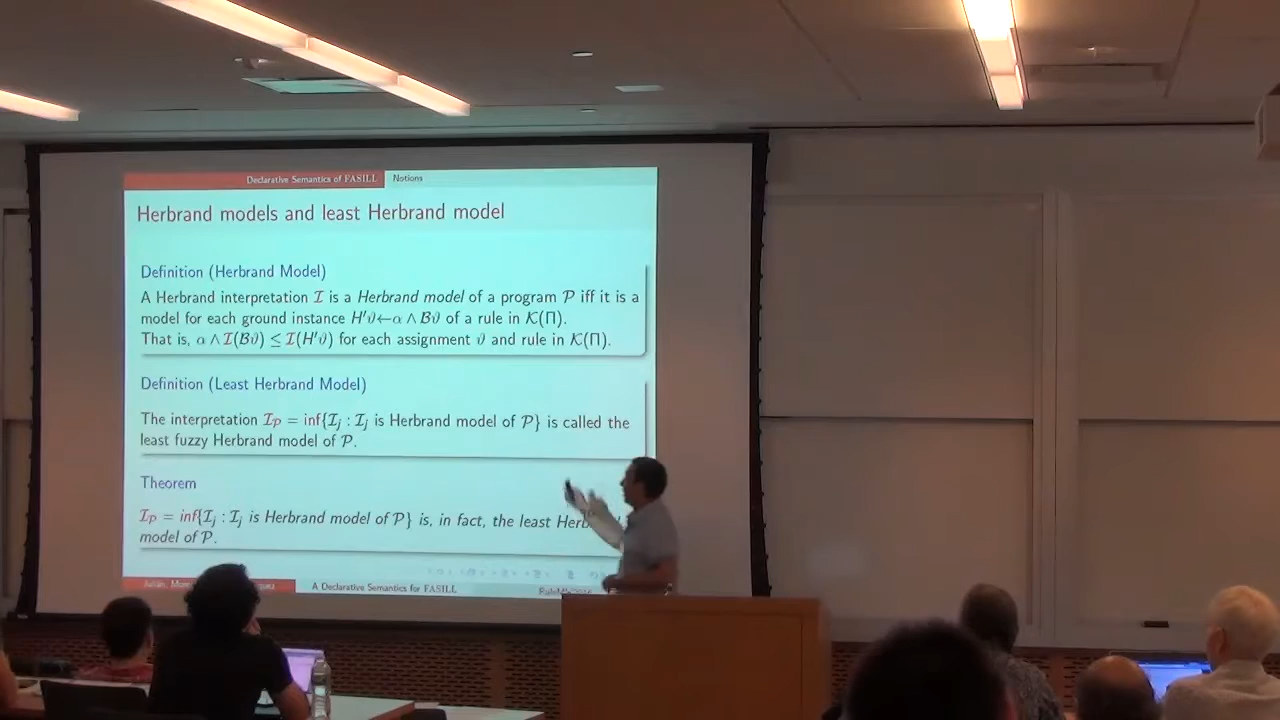 Declarative Semantics of FASILL Notions
Herbrand models and least Herbrand model
Definition (Herbrand Model)
A Herbrand interpretation ℐ is a Herbrand model of a program 𝒫 iff it is a
model for each ground instance H′ϑ←α ∧ ℬϑ of a rule in 𝒦(Π).
That is, α ∧ ℐ(ℬϑ) ≤ ℐ(H′ϑ) for each assignment ϑ and rule in 𝒦(Π).
Definition (Least Herbrand Model)
The interpretation ℐ𝒫 = inf{ℐj : ℐj is Herbrand model of 𝒫} is called the
least fuzzy Herbrand model of 𝒫.
Theorem
ℐ𝒫 = inf{ℐj : ℐj is Herbrand model of 𝒫} is, in fact, the least
model of 𝒫.
A Declarative Semantics for FASILL